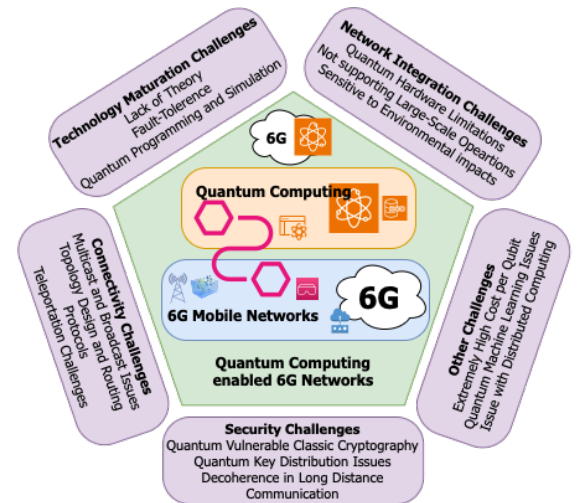 Technology Maturation Challenges
Lack of Theory
Fault-Tolerance
Quantum Programming and Simulation
Network Integration Challenges
Quantum Hardware Limitations
Not supporting Large-Scale Opeartions
Sensitive to Environmental impacts
6G
Quantum Computing
6G
6G Mobile Networks
Quantum Computing
enabled 6G Networks
Connectivity Challenges
Multicast and Broadcast Issues
Topology Design and Routing
Protocols
Teleportation Challenges
Other Challenges
Extremely High Cost per Qubit
Quantum Machine Learning Issues
Issue with Distributed Computing
Security Challenges
Quantum Vulnerable Classic Cryptography
Quantum Key Distribution Issues
Decoherence in Long Distance
Communication